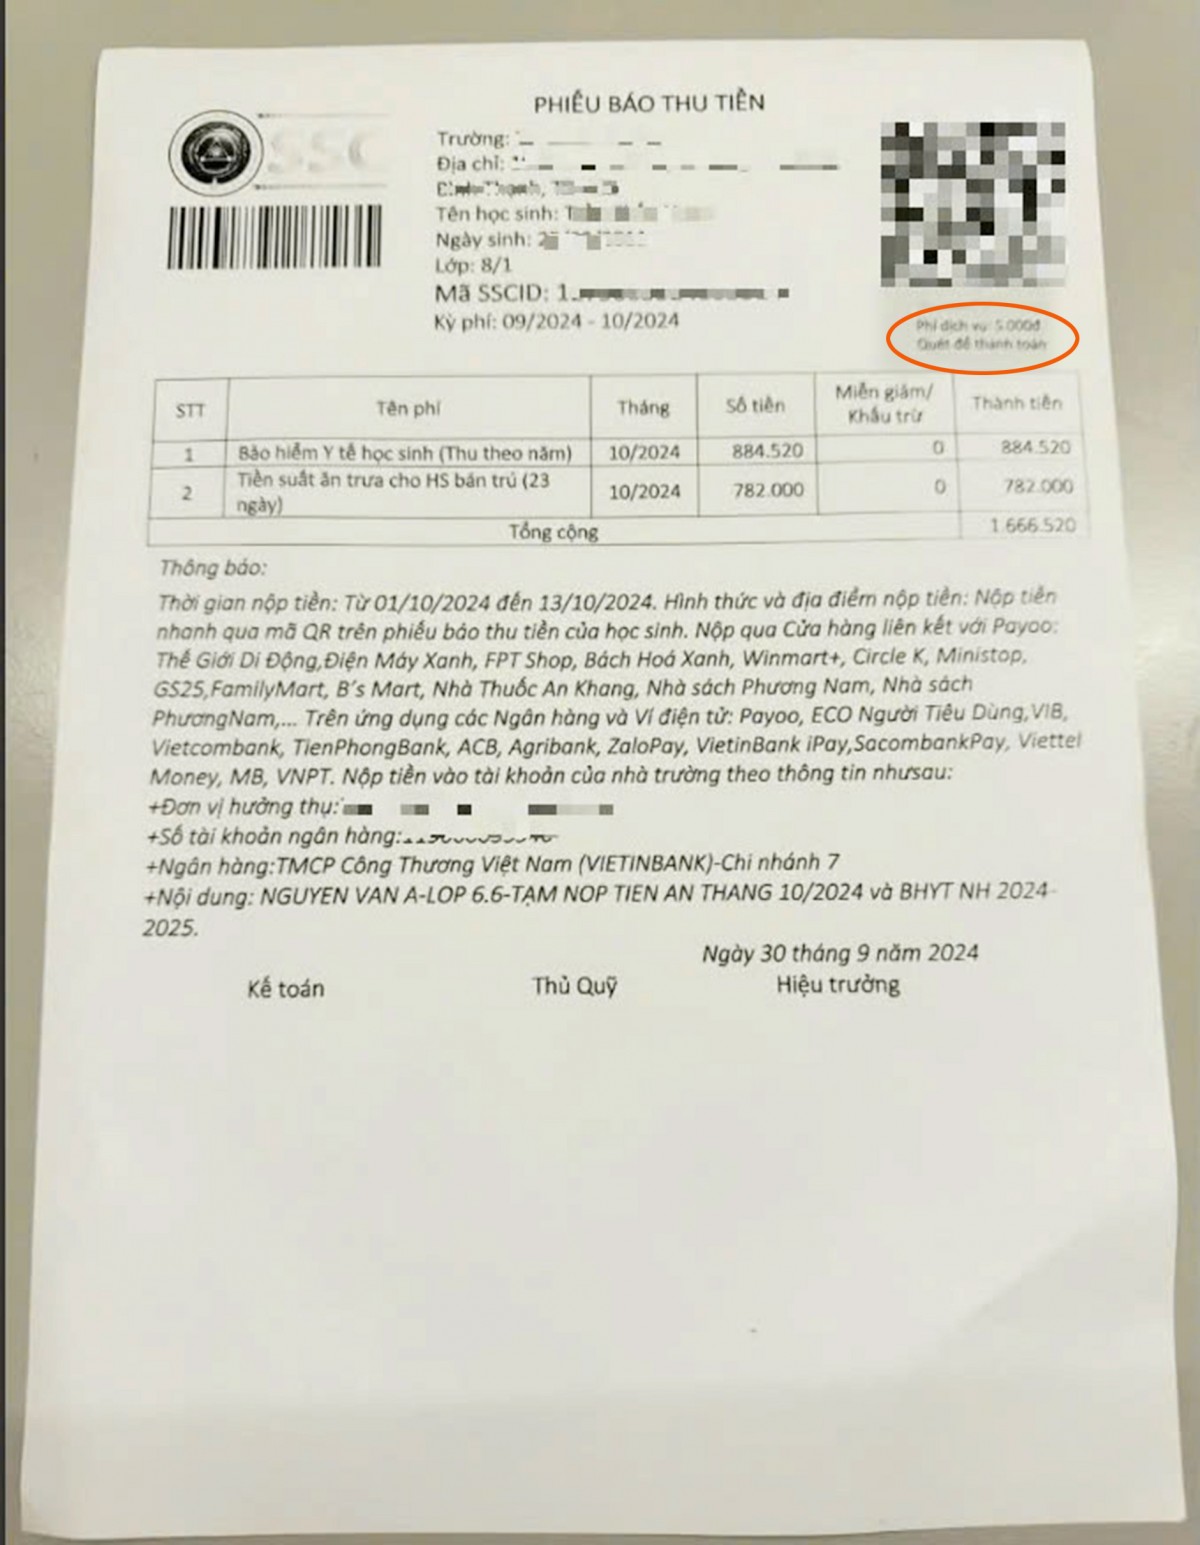 PHIẾU BÁO THU TIỀN
SSC
Trường:
Địa chỉ:
Tên học sinh:
Ngày sinh:
Lớp: 8/1
Mã SSCID: 1
Kỳ phí: 09/2024 - 10/2024
Phí dịch vụ: 5.000đ
Quét để thanh toán
STT Tên phí Tháng Số tiền Miễn giảm/ Thành tiền
Khấu trừ
1 Bảo hiểm Y tế học sinh (Thu theo năm) 10/2024 884.520 0 884.520
2 Tiền suất ăn trưa cho HS bán trú (23 10/2024 782.000 0 782.000
ngày)
Tổng cộng 1.666.520
Thông báo:
Thời gian nộp tiền: Từ 01/10/2024 đến 13/10/2024. Hình thức và địa điểm nộp tiền: Nộp tiền
nhanh qua mã QR trên phiếu báo thu tiền của học sinh. Nộp qua Cửa hàng liên kết với Payoo:
Thế Giới Di Động,Điện Máy Xanh, FPT Shop, Bách Hoá Xanh, Winmart+, Circle K, Ministop,
GS25,FamilyMart, B's Mart, Nhà Thuốc An Khang, Nhà sách Phương Nam, Nhà sách
PhươngNam,... Trên ứng dụng các Ngân hàng và Ví điện tử: Payoo, ECO Người Tiêu Dùng,VIB,
Vietcombank, TienPhongBank, ACB, Agribank, ZaloPay, VietinBank iPay,SacombankPay, Viettel
Money, MB, VNPT. Nộp tiền vào tài khoản của nhà trường theo thông tin nhưsau:
+Đơn vị hưởng thụ:
+Số tài khoản ngân hàng:
+Ngân hàng:TMCP Công Thương Việt Nam (VIETINBANK)-Chi nhánh 7
+Nội dung: NGUYEN VAN A-LOP 6.6-TẠM NOP TIEN AN THANG 10/2024 và BHYT NH 2024-
2025.
Ngày 30 tháng 9 năm 2024
Kế toán Thủ Quỹ Hiệu trưởng